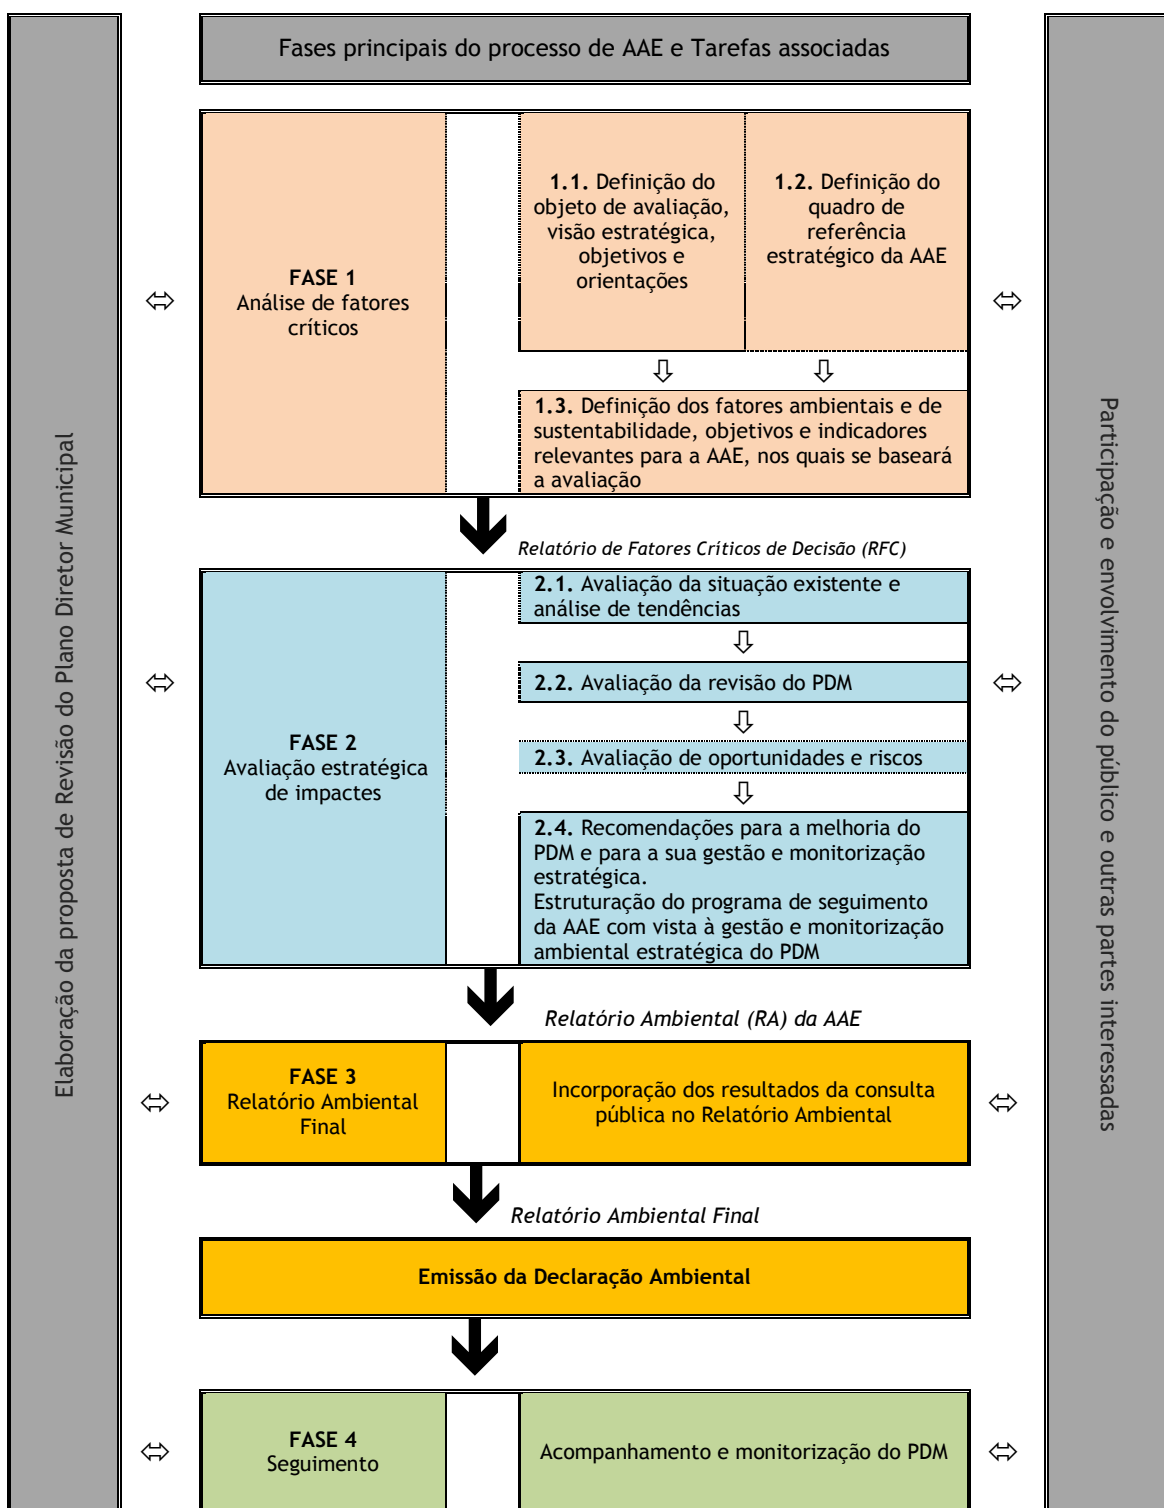 Fases principais do processo de AAE e Tarefas associadas
Elaboração da proposta de Revisão do Plano Diretor Municipal
FASE 1
Análise de fatores
críticos
1.1. Definição do
objeto de avaliação,
visão estratégica,
objetivos e
orientações
1.2. Definição do
quadro de
referência
estratégico da AAE
1.3. Definição dos fatores ambientais e de
sustentabilidade, objetivos e indicadores
relevantes para a AAE, nos quais se baseará
a avaliação
Relatório de Fatores Críticos de Decisão (RFC)
FASE 2
Avaliação estratégica
de impactes
2.1. Avaliação da situação existente e
análise de tendências
2.2. Avaliação da revisão do PDM
2.3. Avaliação de oportunidades e riscos
2.4. Recomendações para a melhoria do
PDM e para a sua gestão e monitorização
estratégica.
Estruturação do programa de seguimento
da AAE com vista à gestão e monitorização
ambiental estratégica do PDM
Relatório Ambiental (RA) da AAE
FASE 3
Relatório Ambiental
Final
Incorporação dos resultados da consulta
pública no Relatório Ambiental
Relatório Ambiental Final
Emissão da Declaração Ambiental
FASE 4
Seguimento
Acompanhamento e monitorização do PDM
Participação e envolvimento do público e outras partes interessadas